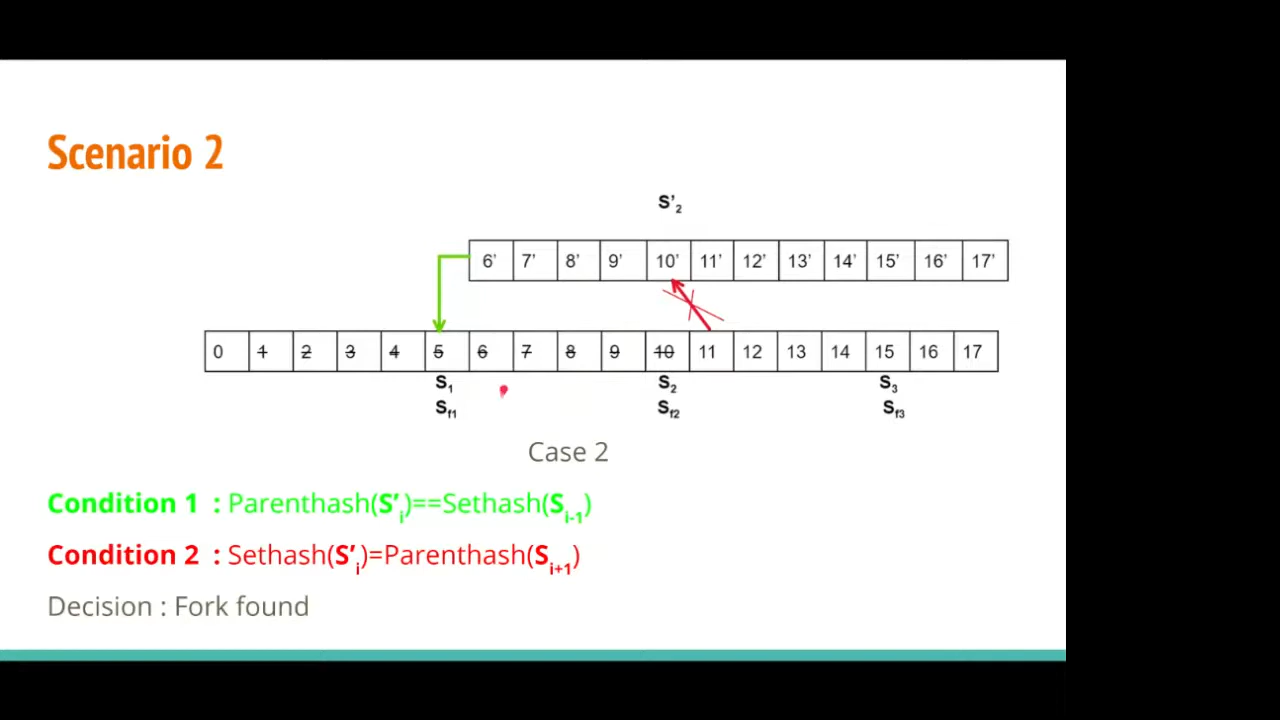 Scenario 2
S’2
6’ 7’ 8’ 9’ 10’ 11’ 12’ 13’ 14’ 15’ 16’ 17’
0 1 2 3 4 5 6 7 8 9 10 11 12 13 14 15 16 17
S1 S2 S3
Sf1 Sf2 Sf3
Case 2
Condition 1 : Parenthash(S’i)==Sethash(Si-1)
Condition 2 : Sethash(S’i)=Parenthash(Si+1)
Decision : Fork found